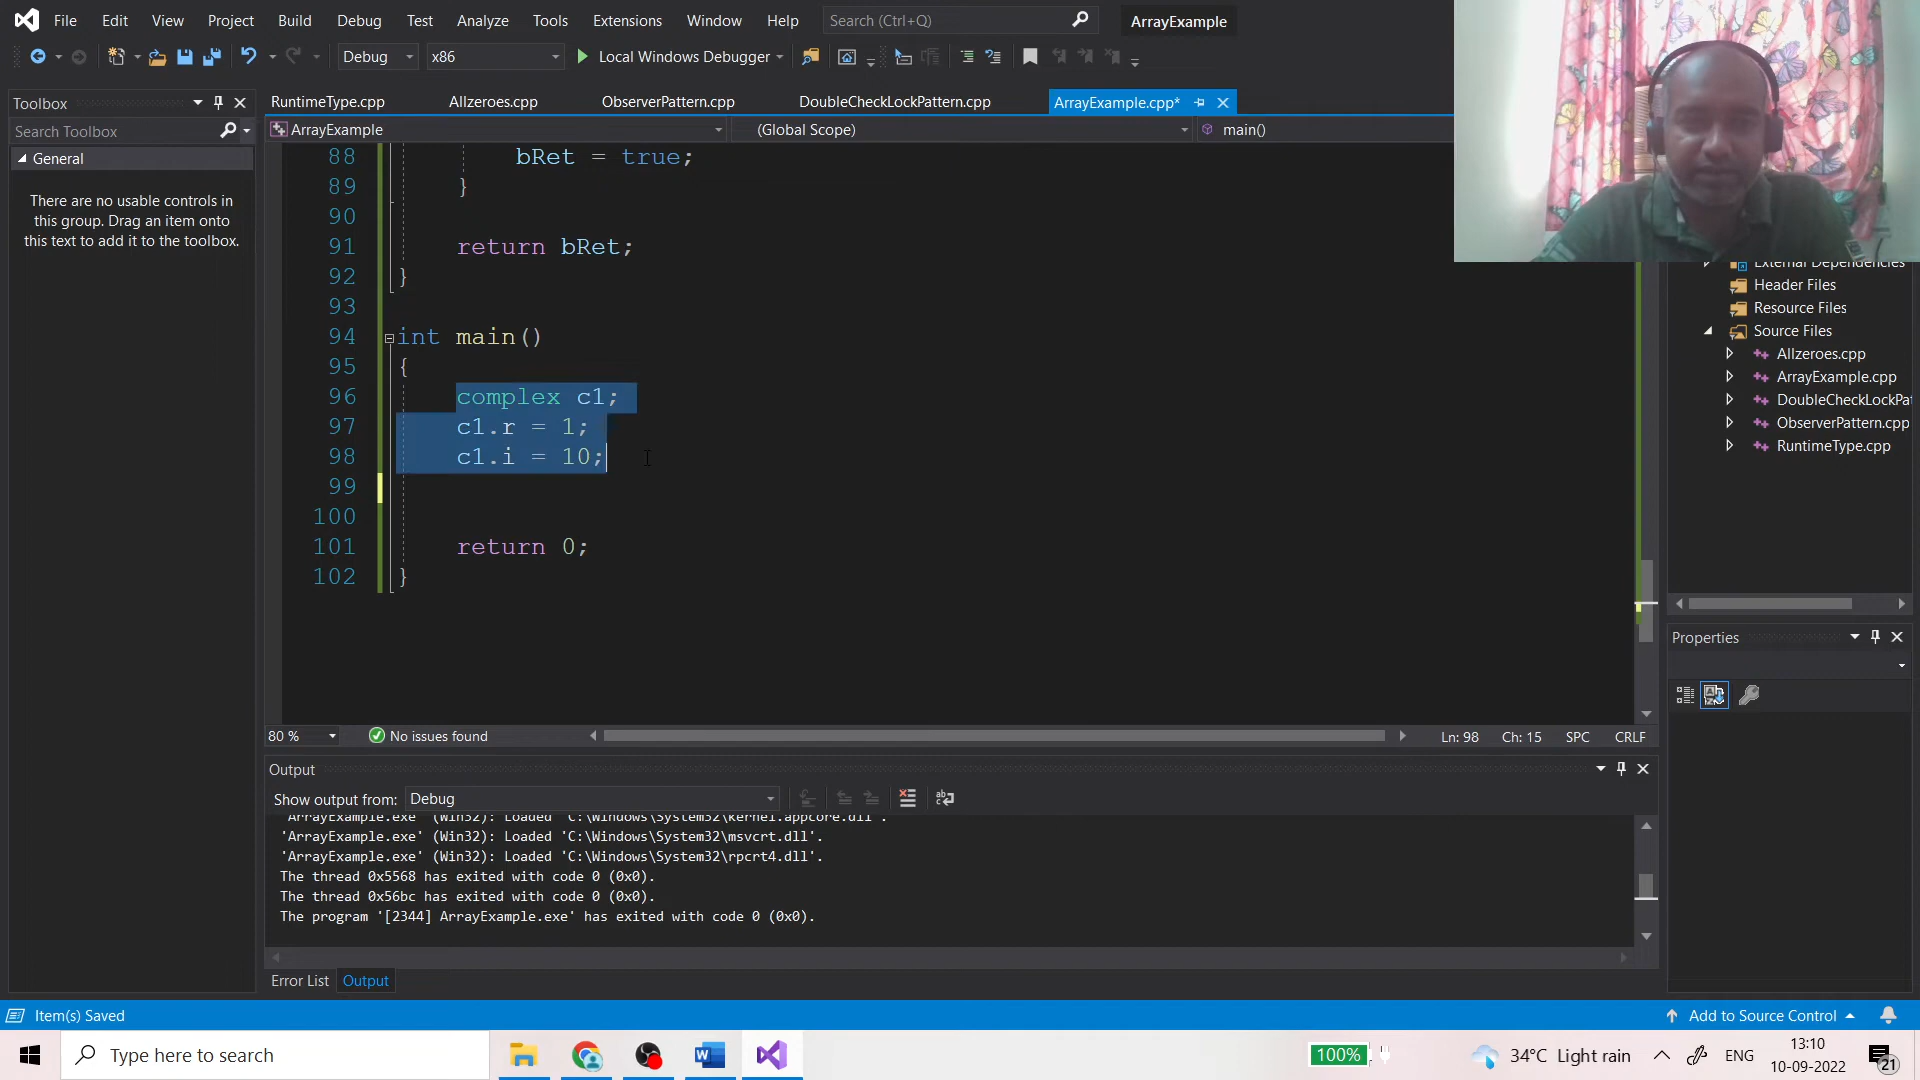 File Edit View Project Build Debug Test Analyze Tools Extensions Window Help Search (Ctrl+Q) ArrayExample
Debug x86 Local Windows Debugger
Toolbox
Search Toolbox
General
There are no usable controls in
this group. Drag an item onto
this text to add it to the toolbox.
RuntimeType.cpp Allzeroes.cpp ObserverPattern.cpp DoubleCheckLockPattern.cpp ArrayExample.cpp*
ArrayExample (Global Scope) main()
88 bRet = true;
89 }
90
91 return bRet;
92 }
93
94 int main()
95 {
96 complex c1;
97 c1.r = 1;
98 c1.i = 10;
99
100
101 return 0;
102 }
External Dependencies
Header Files
Resource Files
Source Files
Allzeroes.cpp
ArrayExample.cpp
DoubleCheckLockPat
ObserverPattern.cpp
RuntimeType.cpp
Properties
80 % No issues found Ln: 98 Ch: 15 SPC CRLF
Output
Show output from: Debug
'ArrayExample.exe' (Win32): Loaded 'C:\Windows\System32\kernel.appcore.dll'.
'ArrayExample.exe' (Win32): Loaded 'C:\Windows\System32\msvcrt.dll'.
'ArrayExample.exe' (Win32): Loaded 'C:\Windows\System32\rpcrt4.dll'.
The thread 0x5568 has exited with code 0 (0x0).
The thread 0x56bc has exited with code 0 (0x0).
The program '[2344] ArrayExample.exe' has exited with code 0 (0x0).
Error List Output
Item(s) Saved Add to Source Control
Type here to search 100% 34°C Light rain ENG 13:10
10-09-2022 21